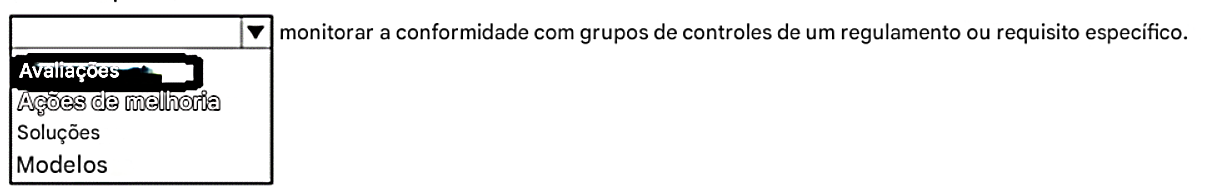 monitorar a conformidade com grupos de controles de um regulamento ou requisito específico.
Avaliações
Ações de melhoria
Soluções
Modelos